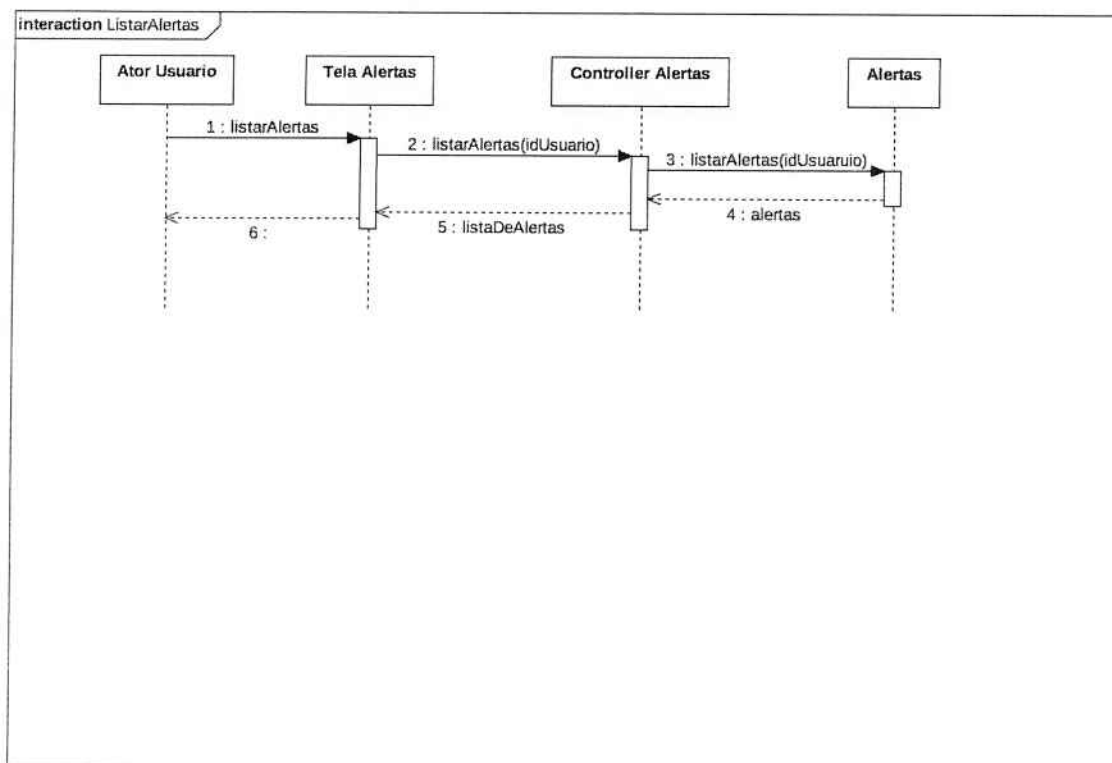 interaction ListarAlertas
Ator Usuario
Tela Alertas
Controller Alertas
Alertas
1 : listarAlertas
2 : listarAlertas(idUsuario)
3 : listarAlertas(idUsuaruio)
4 : alertas
5 : listaDeAlertas
6 :